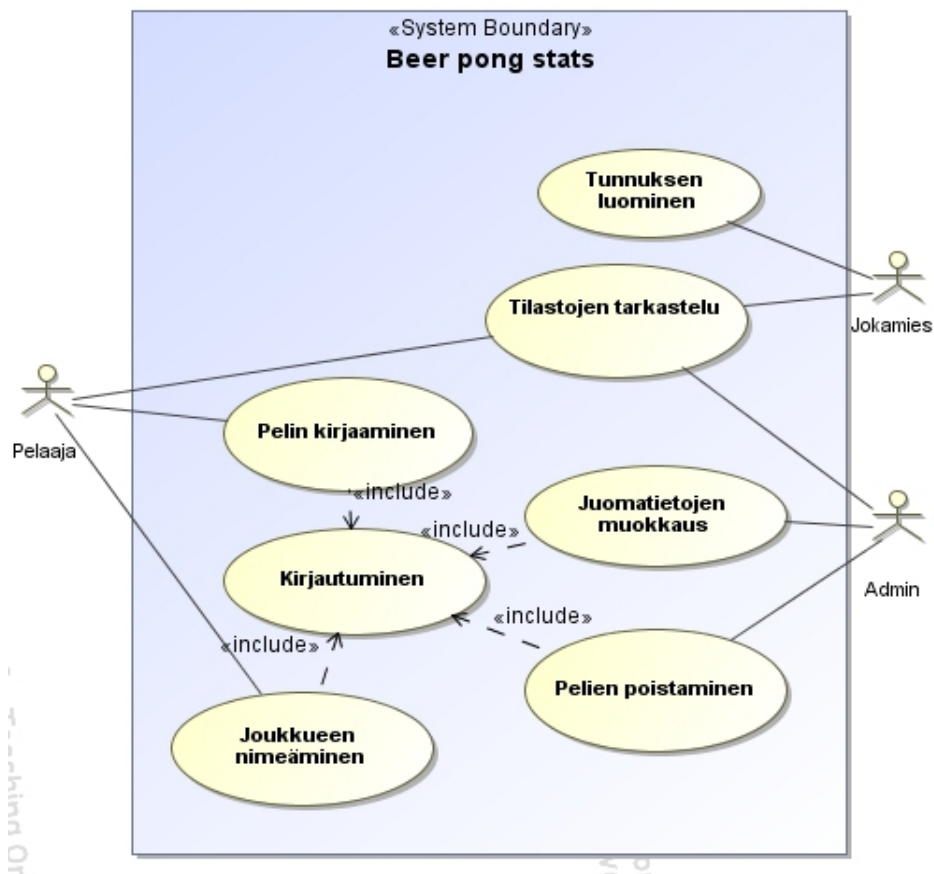 «System Boundary»
Beer pong stats
Tunnuksen
luominen
Tilastojen tarkastelu
Jokamies
Pelaaja
Pelin kirjaaminen
«include»
Juomatietojen
muokkaus
«include»
Kirjautuminen
Admin
«include»
«include»
Pelien poistaminen
Joukkueen
nimeäminen